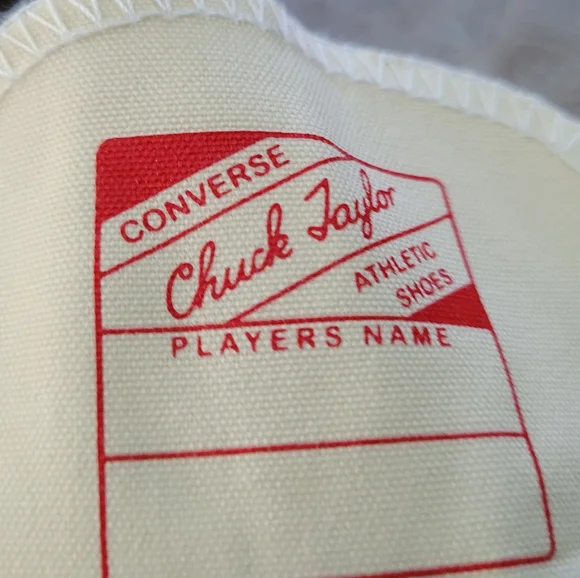 CONVERSE
Chuck Taylor
ATHLETIC
SHOES
PLAYERS NAME